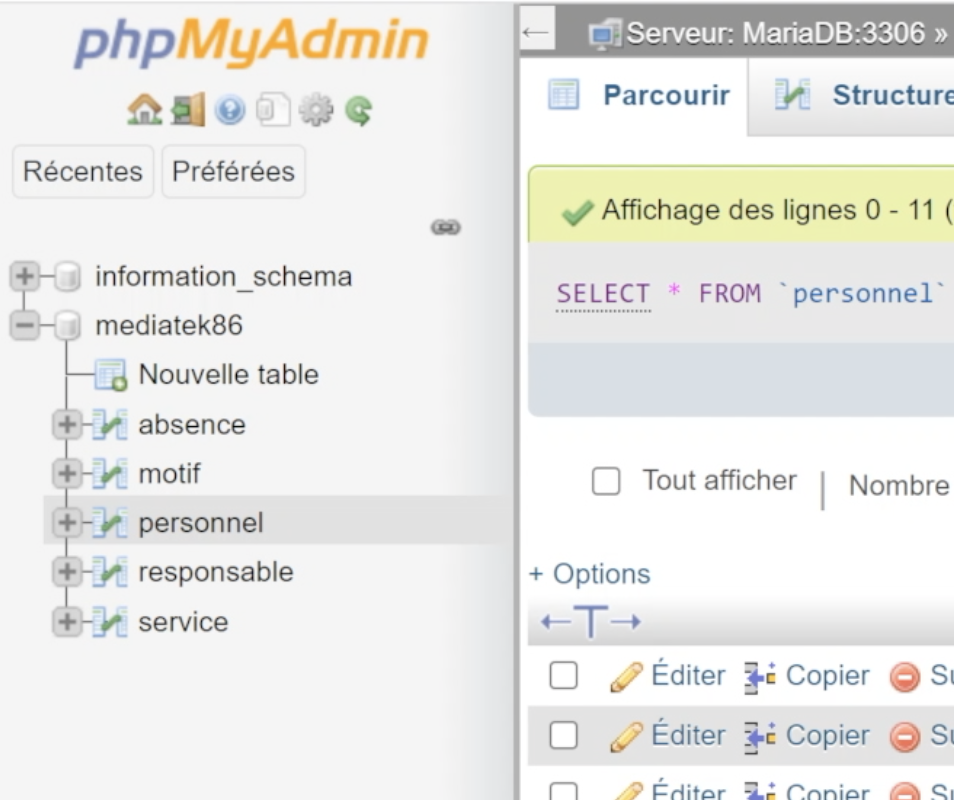 phpMyAdmin
Récentes Préférées
information_schema
mediatek86
Nouvelle table
absence
motif
personnel
responsable
service
Serveur: MariaDB:3306 »
Parcourir Structure
Affichage des lignes 0 - 11 (
SELECT * FROM `personnel`
Tout afficher | Nombre
+ Options
←T→
Éditer Copier Su
Éditer Copier Su
Éditer Copier Su